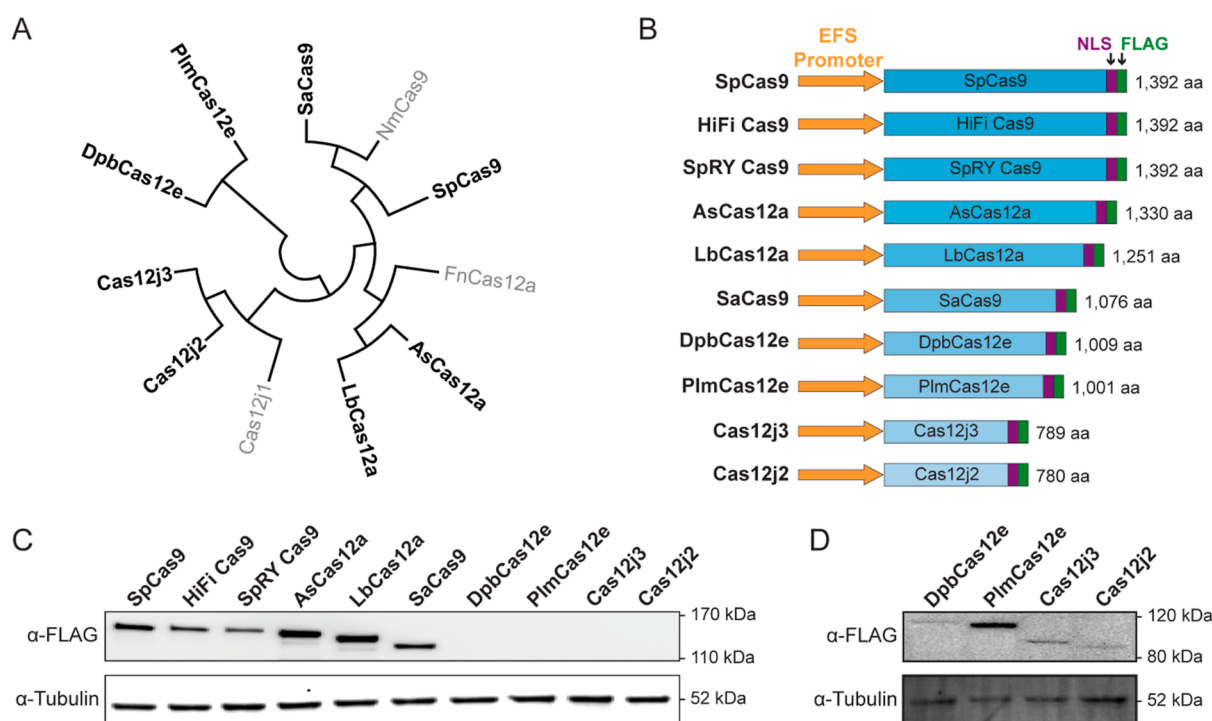 A
PlmCas12e
SaCas9
NmCas9
DpbCas12e
SpCas9
Cas12j3
FnCas12a
Cas12j2
AsCas12a
Cas12j1
LbCas12a
B
EFS
Promoter
NLS FLAG
SpCas9 SpCas9 1,392 aa
HiFi Cas9 HiFi Cas9 1,392 aa
SpRY Cas9 SpRY Cas9 1,392 aa
AsCas12a AsCas12a 1,330 aa
LbCas12a LbCas12a 1,251 aa
SaCas9 SaCas9 1,076 aa
DpbCas12e DpbCas12e 1,009 aa
PlmCas12e PlmCas12e 1,001 aa
Cas12j3 Cas12j3 789 aa
Cas12j2 Cas12j2 780 aa
C
SpCas9 HiFi Cas9 SpRY Cas9 AsCas12a LbCas12a SaCas9 DpbCas12e PlmCas12e Cas12j3 Cas12j2
170 kDa
α-FLAG
110 kDa
α-Tubulin 52 kDa
D
DpbCas12e PlmCas12e Cas12j3 Cas12j2
120 kDa
α-FLAG
80 kDa
α-Tubulin 52 kDa